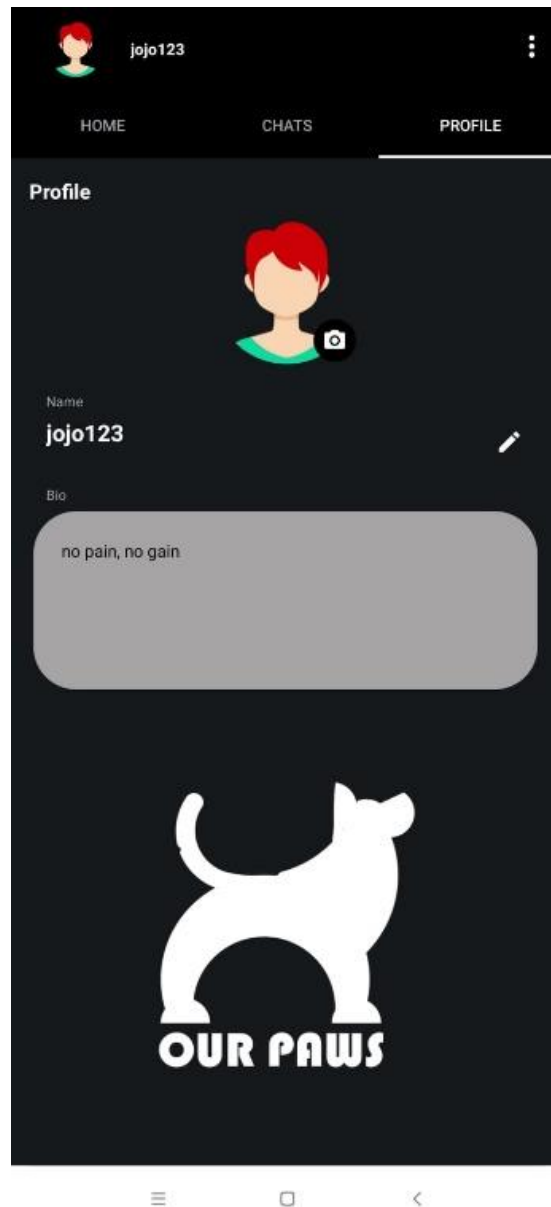 jojo123
HOME CHATS PROFILE
Profile
Name
jojo123
Bio
no pain, no gain
OUR PAWS